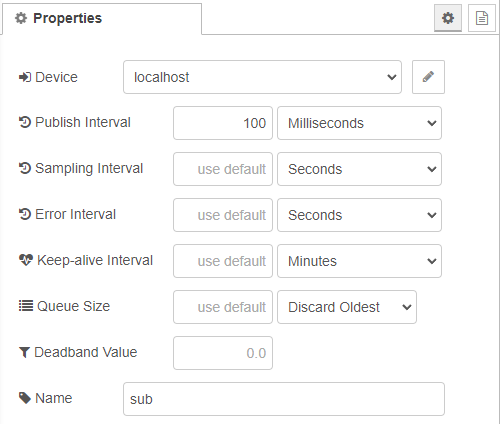 Properties
Device localhost
Publish Interval 100 Milliseconds
Sampling Interval use default Seconds
Error Interval use default Seconds
Keep-alive Interval use default Minutes
Queue Size use default Discard Oldest
Deadband Value 0.0
Name sub